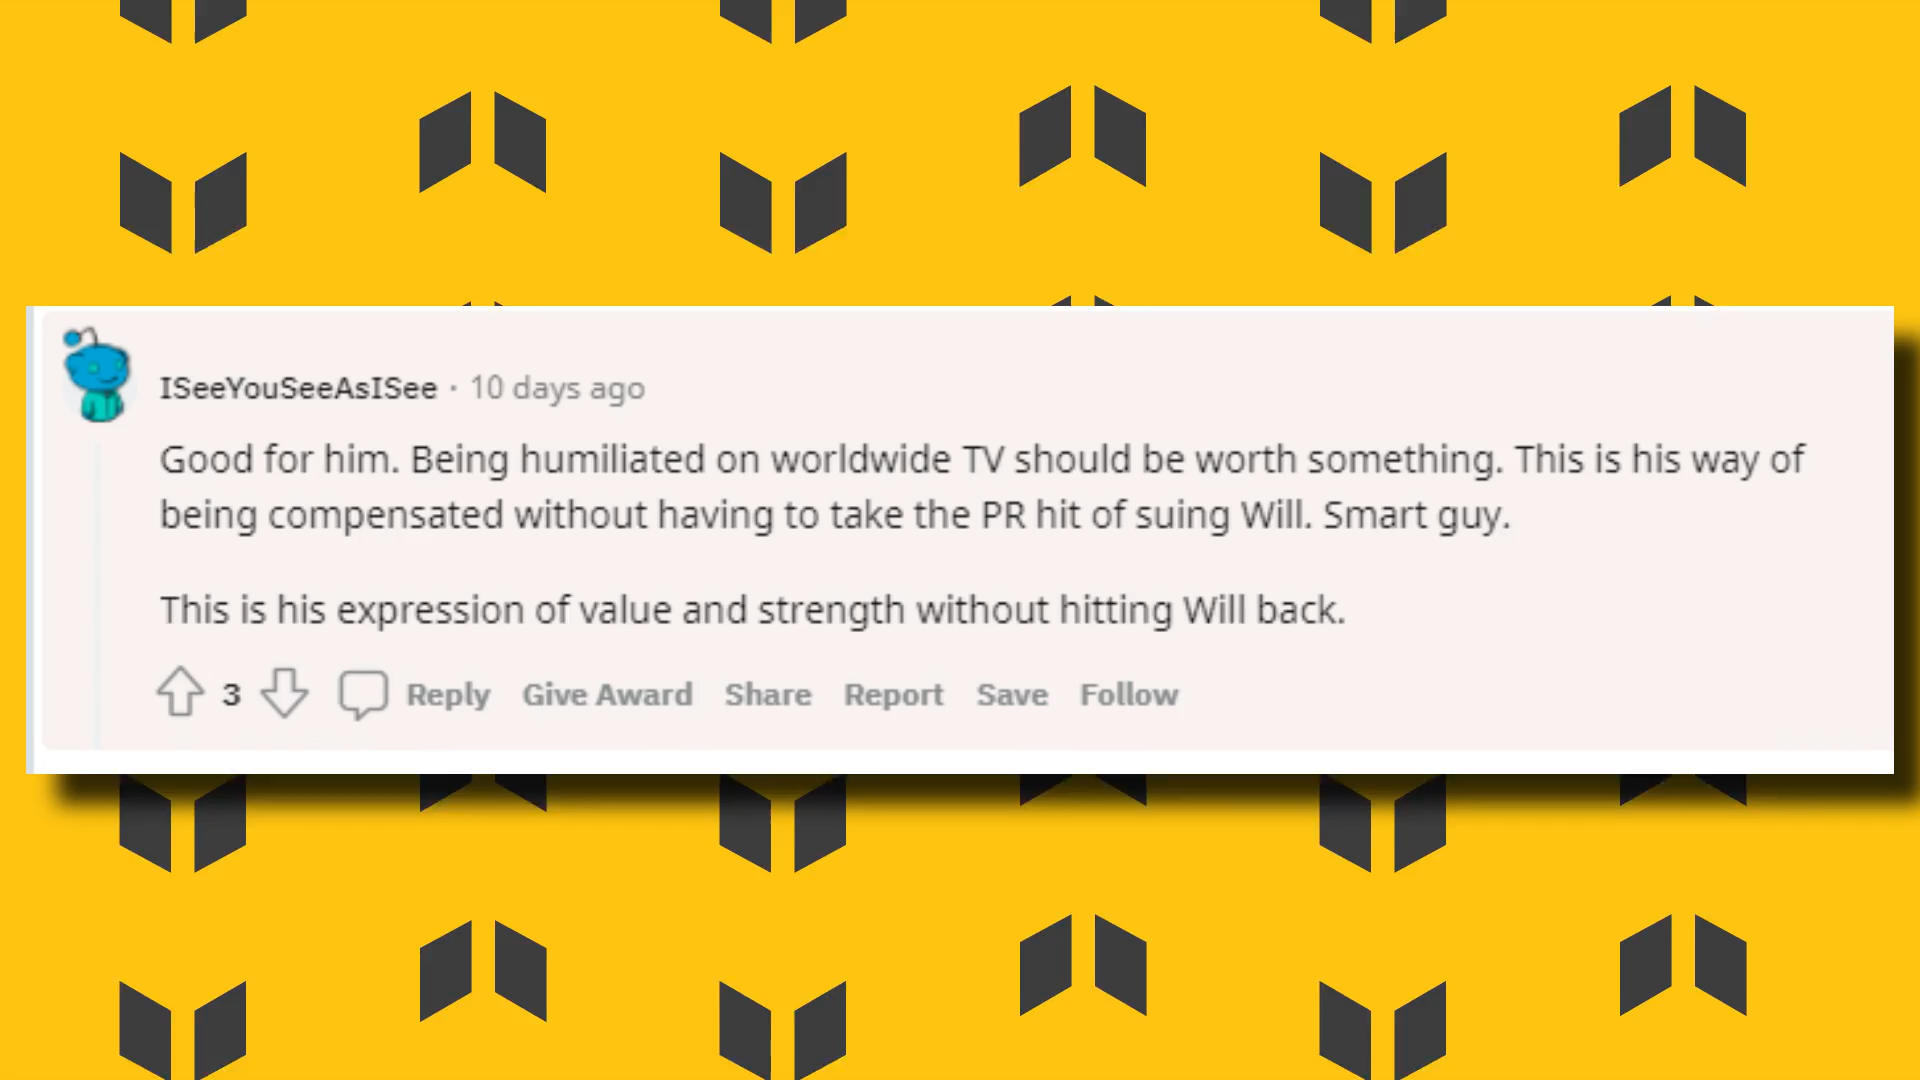 ISeeYouSeeAsISee · 10 days ago
Good for him. Being humiliated on worldwide TV should be worth something. This is his way of
being compensated without having to take the PR hit of suing Will. Smart guy.
This is his expression of value and strength without hitting Will back.
3 Reply Give Award Share Report Save Follow